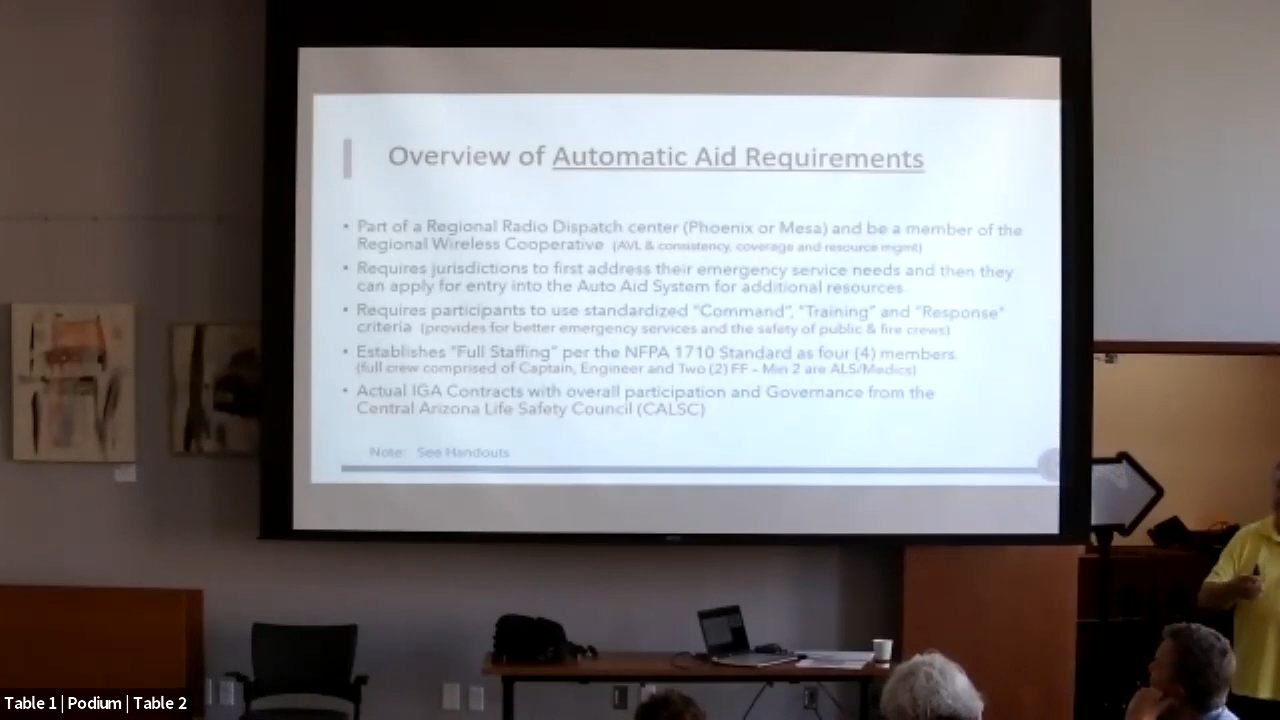 Overview of Automatic Aid Requirements
• Part of a Regional Radio Dispatch center (Phoenix or Mesa) and be a member of the
Regional Wireless Cooperative (AVL & consistency, coverage and resource mgmt)
• Requires jurisdictions to first address their emergency service needs and then they
can apply for entry into the Auto Aid System for additional resources
• Requires participants to use standardized "Command", "Training" and "Response"
criteria (provides for better emergency services and the safety of public & fire crews)
• Establishes "Full Staffing" per the NFPA 1710 Standard as four (4) members
(full crew comprised of Captain, Engineer and Two (2) FF – Min 2 are ALS/Medics)
• Actual IGA Contracts with overall participation and Governance from the
Central Arizona Life Safety Council (CALSC)
Note: See Handouts
Table 1 | Podium | Table 2